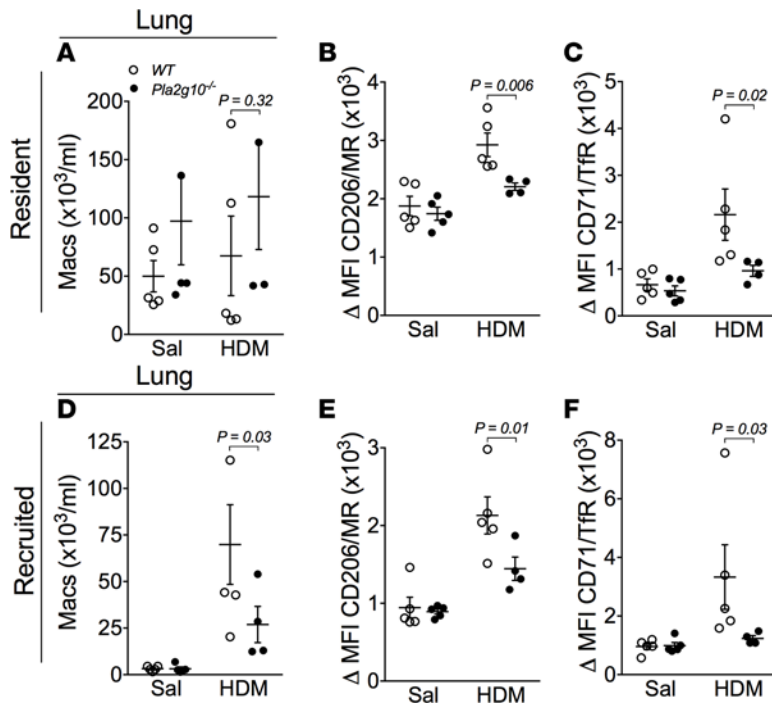 Lung
Resident
A
WT
Pla2g10-/-
Macs (x10³/ml)
200
150
100
50
0
P = 0.32
Sal HDM
B
Δ MFI CD206/MR (x10³)
4
3
2
1
0
P = 0.006
Sal HDM
C
Δ MFI CD71/TfR (x10³)
5
4
3
2
1
0
P = 0.02
Sal HDM
Lung
Recruited
D
Macs (x10³/ml)
125
100
75
50
25
0
P = 0.03
Sal HDM
E
Δ MFI CD206/MR (x10³)
3
2
1
0
P = 0.01
Sal HDM
F
Δ MFI CD71/TfR (x10³)
8
6
4
2
0
P = 0.03
Sal HDM